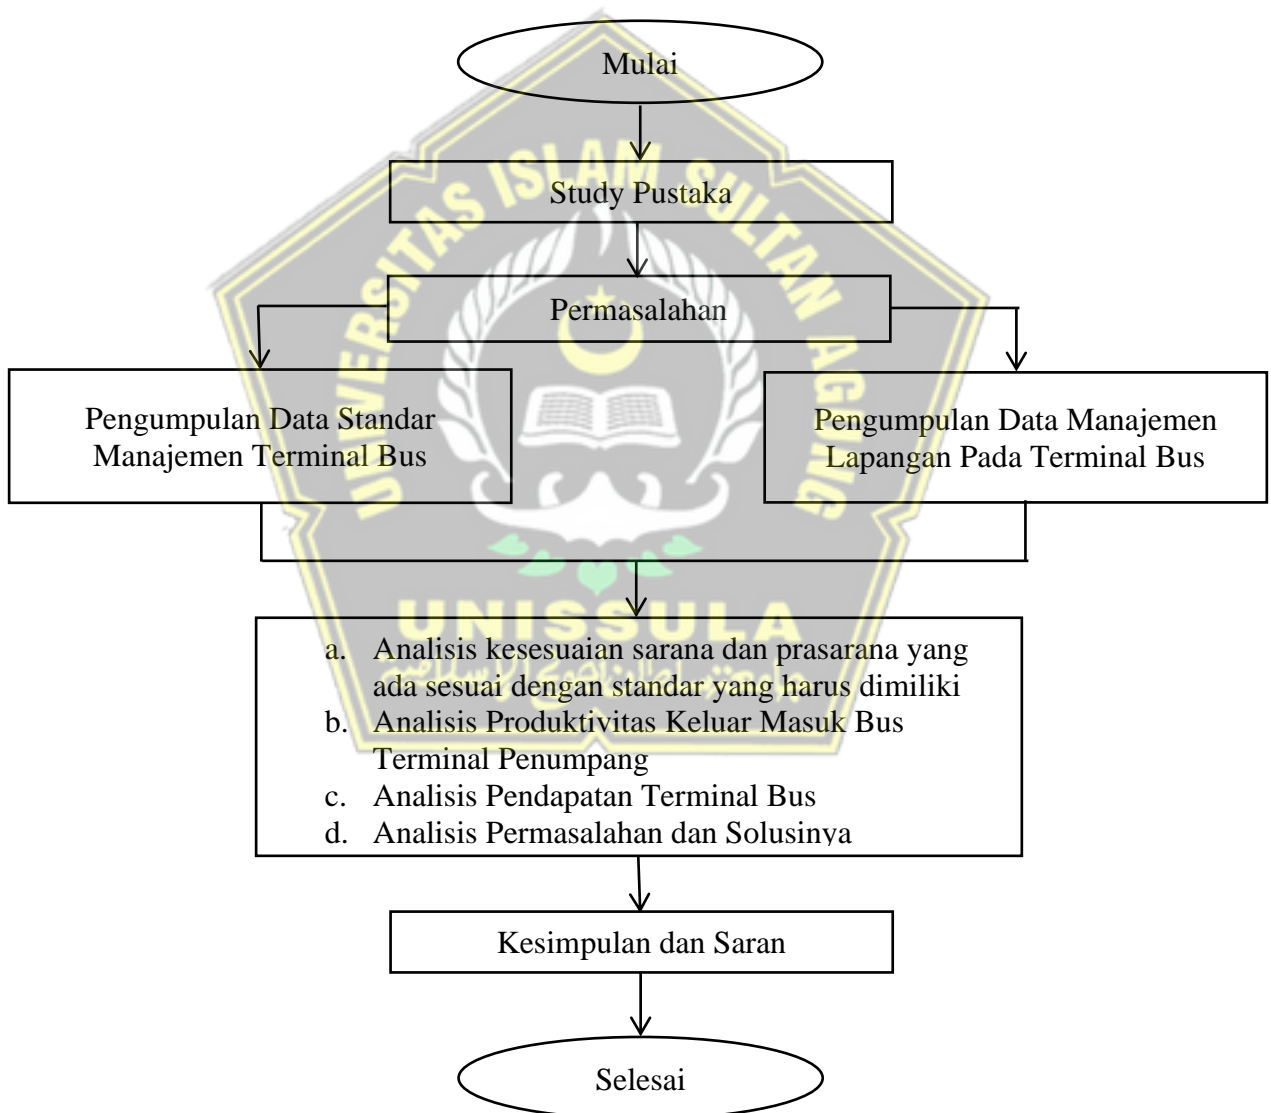 Mulai
Study Pustaka
Permasalahan
Pengumpulan Data Standar
Manajemen Terminal Bus
Pengumpulan Data Manajemen
Lapangan Pada Terminal Bus
a. Analisis kesesuaian sarana dan prasarana yang
ada sesuai dengan standar yang harus dimiliki
b. Analisis Produktivitas Keluar Masuk Bus
Terminal Penumpang
c. Analisis Pendapatan Terminal Bus
d. Analisis Permasalahan dan Solusinya
Kesimpulan dan Saran
Selesai
UNIVERSITAS ISLAM SULTAN AGUNG
UNISSULA